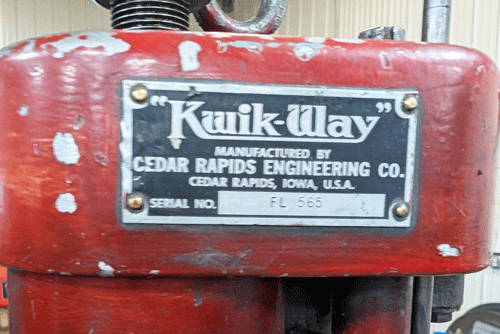 "Kwik-Way"
MANUFACTURED BY
CEDAR RAPIDS ENGINEERING CO.
CEDAR RAPIDS, IOWA, U.S.A.
SERIAL NO. FL 565